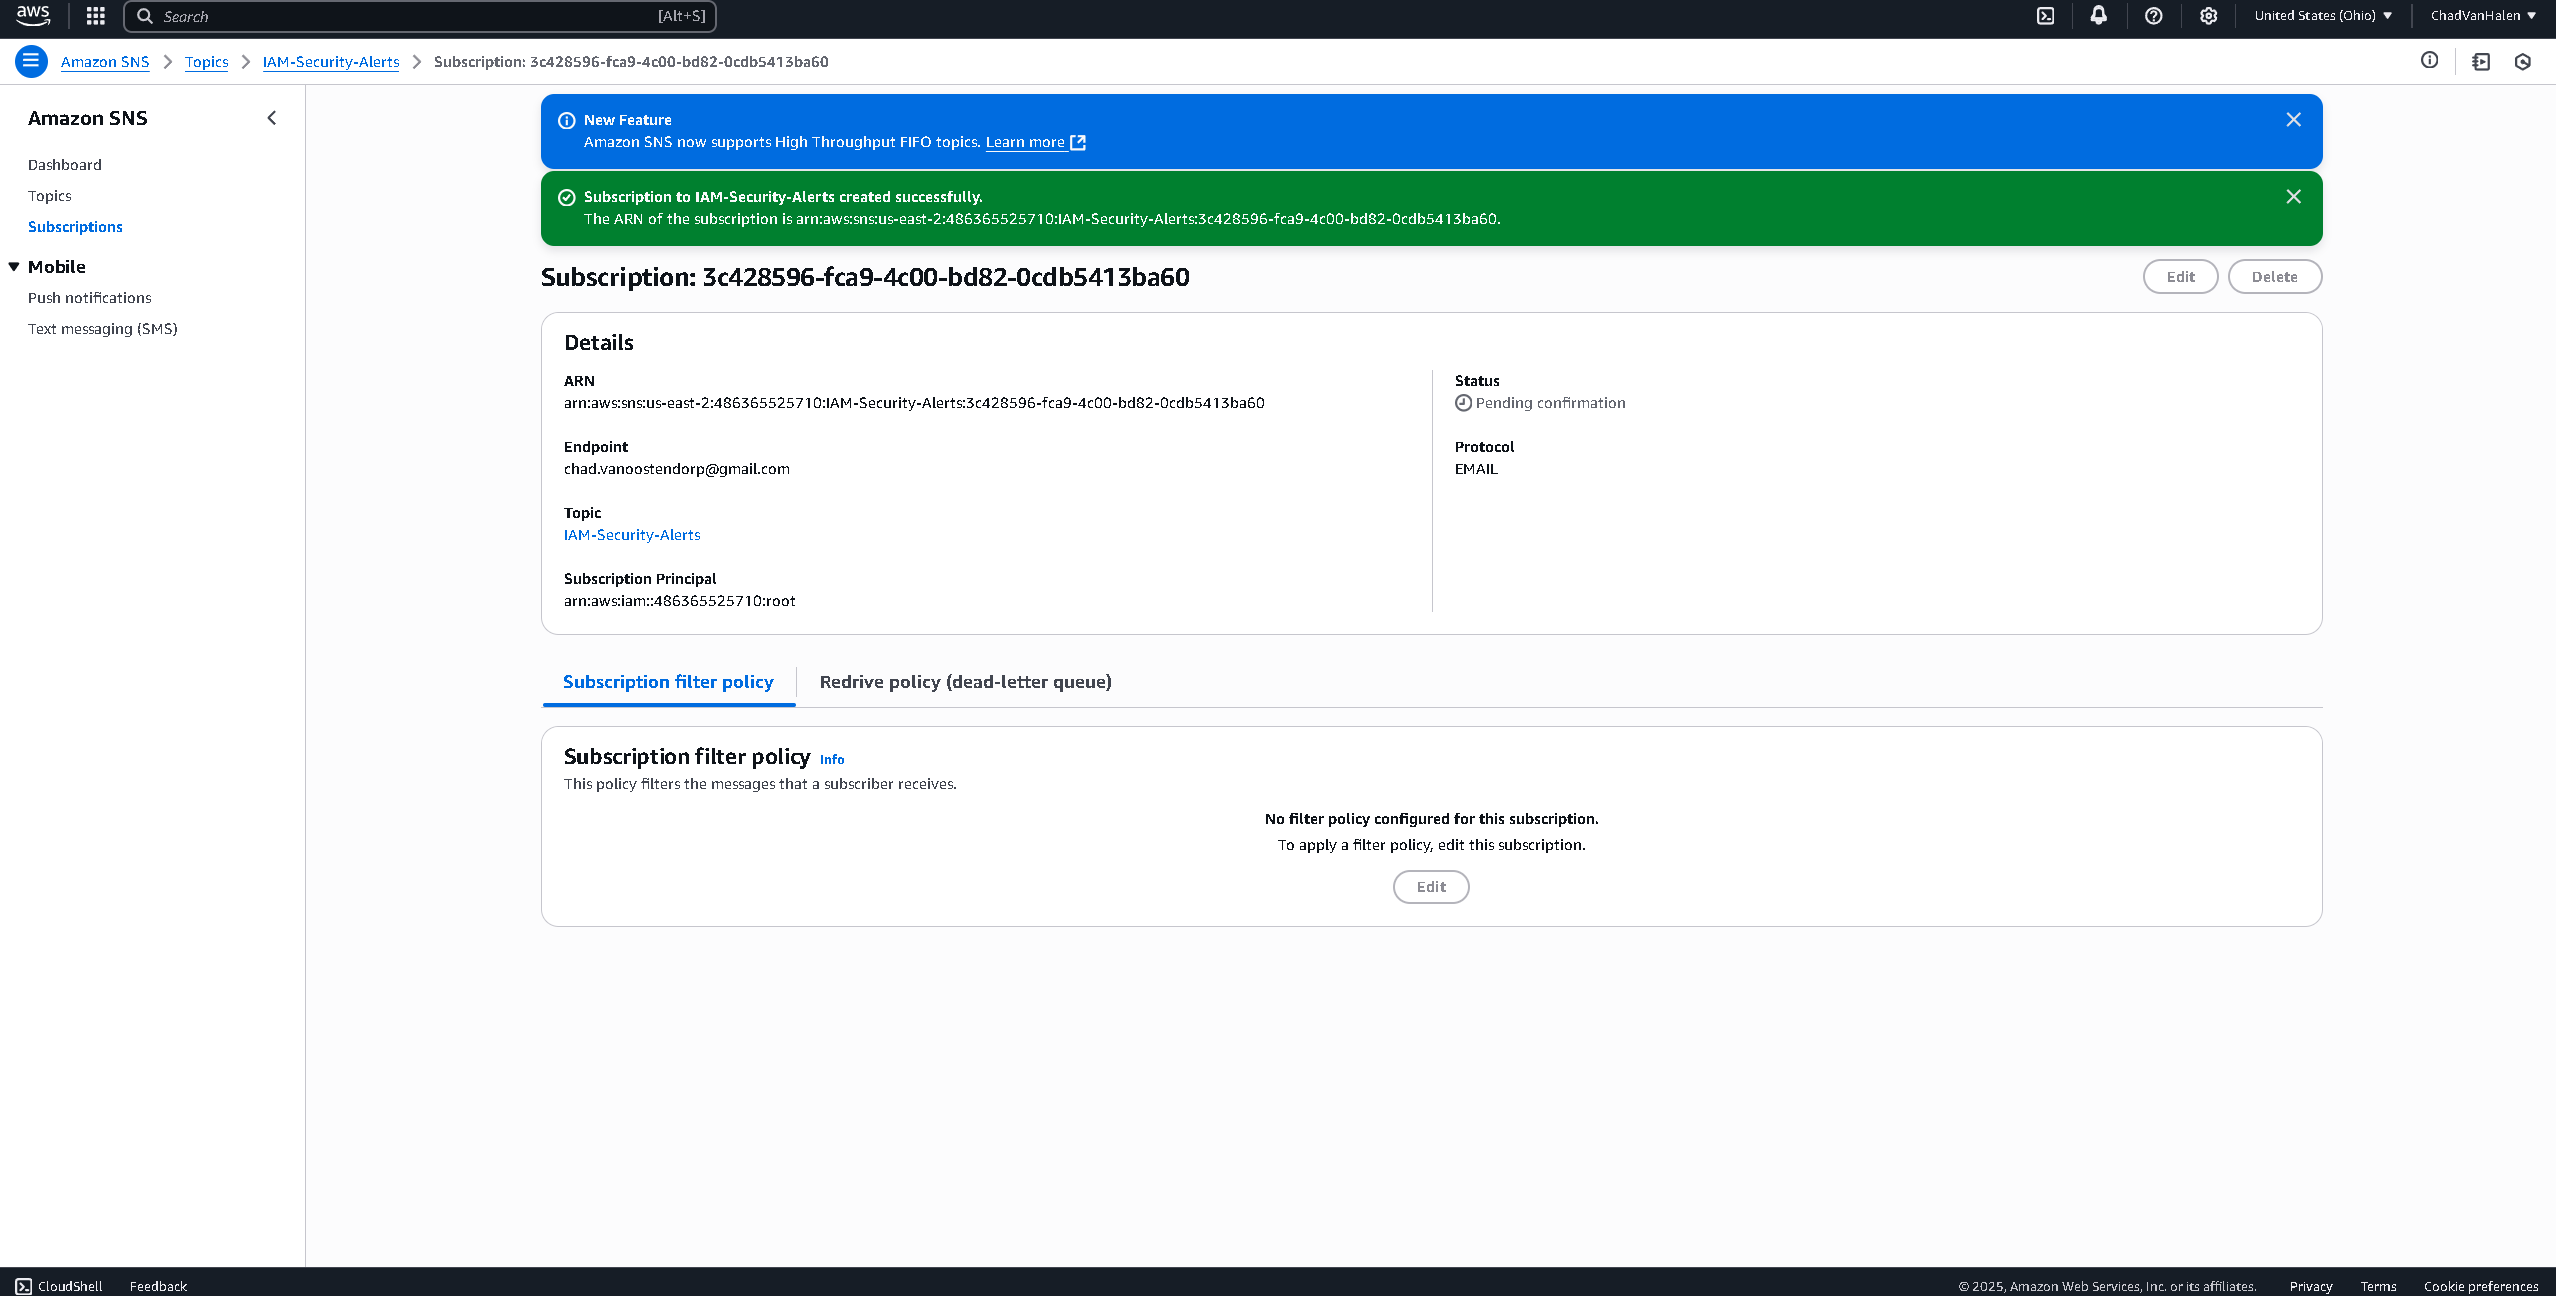 aws
Search [Alt+S]
United States (Ohio)
ChadVanHalen
Amazon SNS
Topics
IAM-Security-Alerts
Subscription: 3c428596-fca9-4c00-bd82-0cdb5413ba60
Amazon SNS
Dashboard
Topics
Subscriptions
Mobile
Push notifications
Text messaging (SMS)
New Feature
Amazon SNS now supports High Throughput FIFO topics. Learn more
Subscription to IAM-Security-Alerts created successfully.
The ARN of the subscription is arn:aws:sns:us-east-2:486365525710:IAM-Security-Alerts:3c428596-fca9-4c00-bd82-0cdb5413ba60.
Subscription: 3c428596-fca9-4c00-bd82-0cdb5413ba60
Edit
Delete
Details
ARN
arn:aws:sns:us-east-2:486365525710:IAM-Security-Alerts:3c428596-fca9-4c00-bd82-0cdb5413ba60
Endpoint
chad.vanoostendorp@gmail.com
Topic
IAM-Security-Alerts
Subscription Principal
arn:aws:iam::486365525710:root
Status
Pending confirmation
Protocol
EMAIL
Subscription filter policy
Redrive policy (dead-letter queue)
Subscription filter policy Info
This policy filters the messages that a subscriber receives.
No filter policy configured for this subscription.
To apply a filter policy, edit this subscription.
Edit
CloudShell
Feedback
© 2025, Amazon Web Services, Inc. or its affiliates.
Privacy
Terms
Cookie preferences